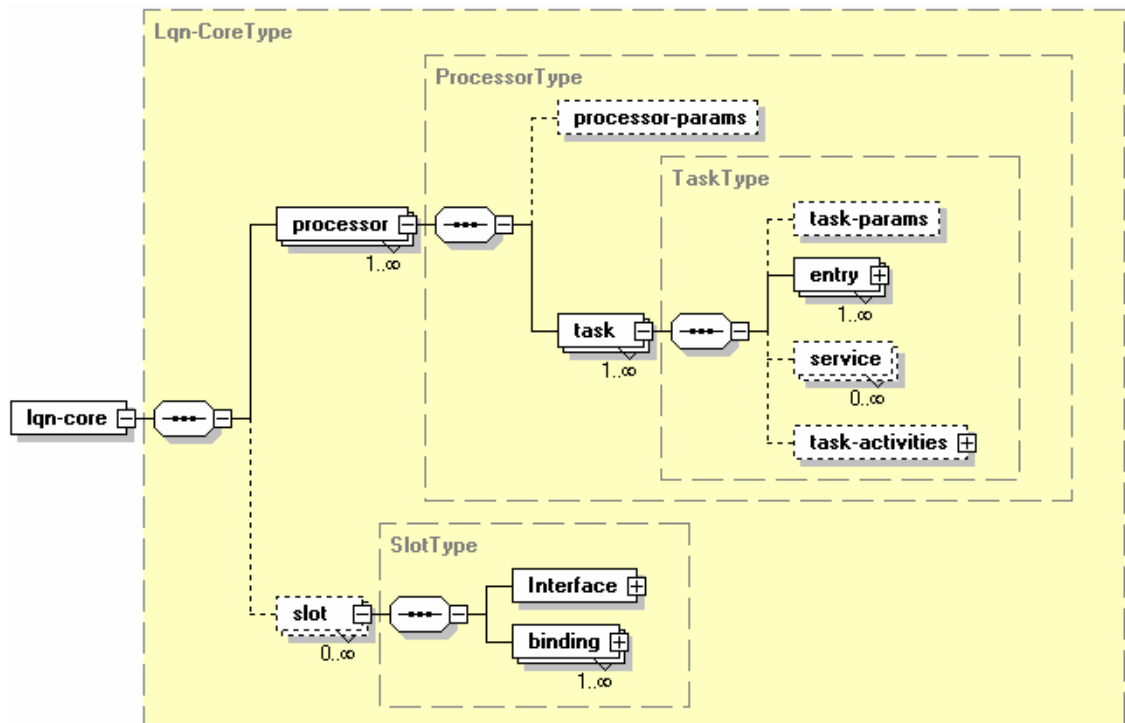 Lqn-CoreType
ProcessorType
processor-params
TaskType
task-params
processor
1..∞
entry
1..∞
task
1..∞
service
0..∞
lqn-core
task-activities
SlotType
Interface
slot
0..∞
binding
1..∞